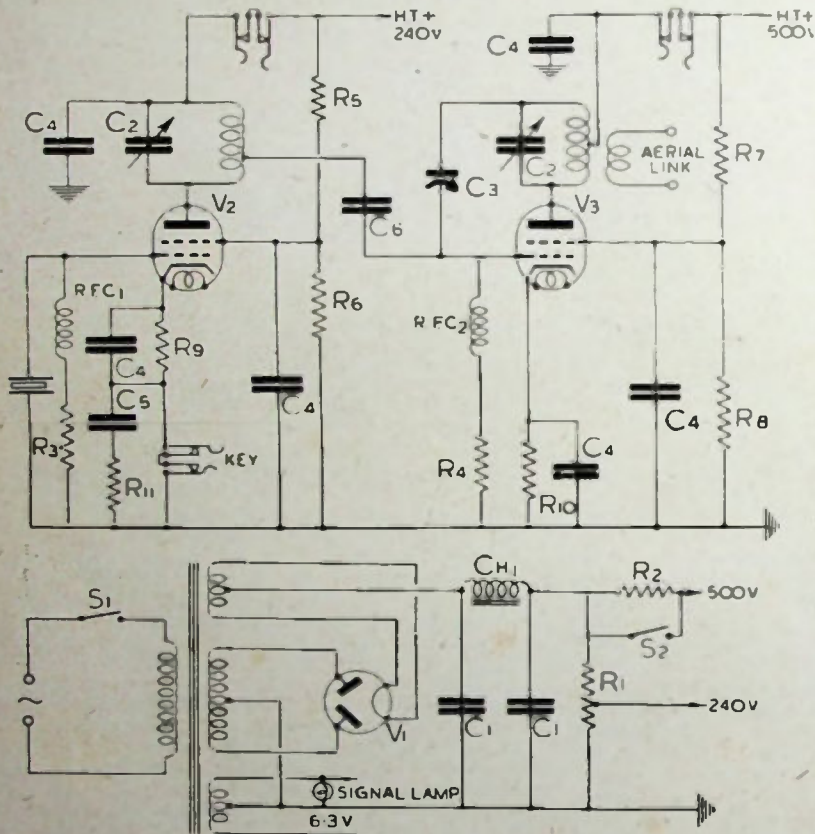 HT+
240V
HT+
500V
C4
R5
C4
C2
C3
C2
AERIAL
LINK
R7
V2
C6
V3
RFC1
R9
R6
RFC2
C4
C5
C4
C4
R8
R3
KEY
R4
C4
R11
R10
CH1
R2
500V
S1
S2
R1
V1
C1
C1
240V
SIGNAL LAMP
6·3V